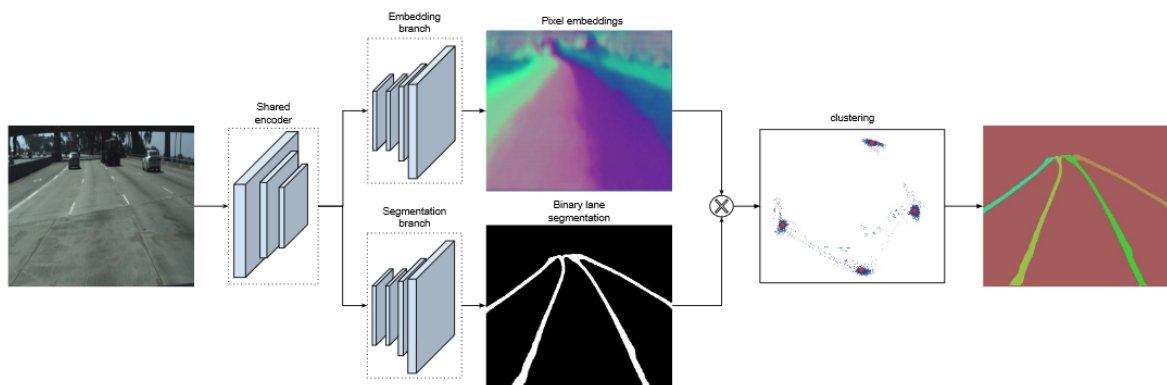 Embedding
branch
Pixel embeddings
Shared
encoder
clustering
Segmentation
branch
Binary lane
segmentation